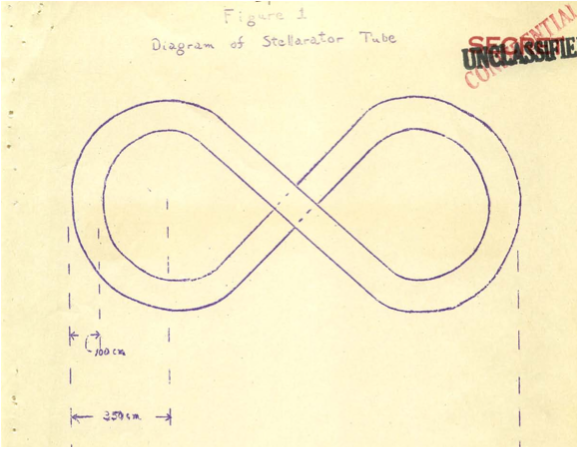 Figure 1
Diagram of Stellarator Tube
SECRET
CONFIDENTIAL
UNCLASSIFIED
100 cm
350 cm